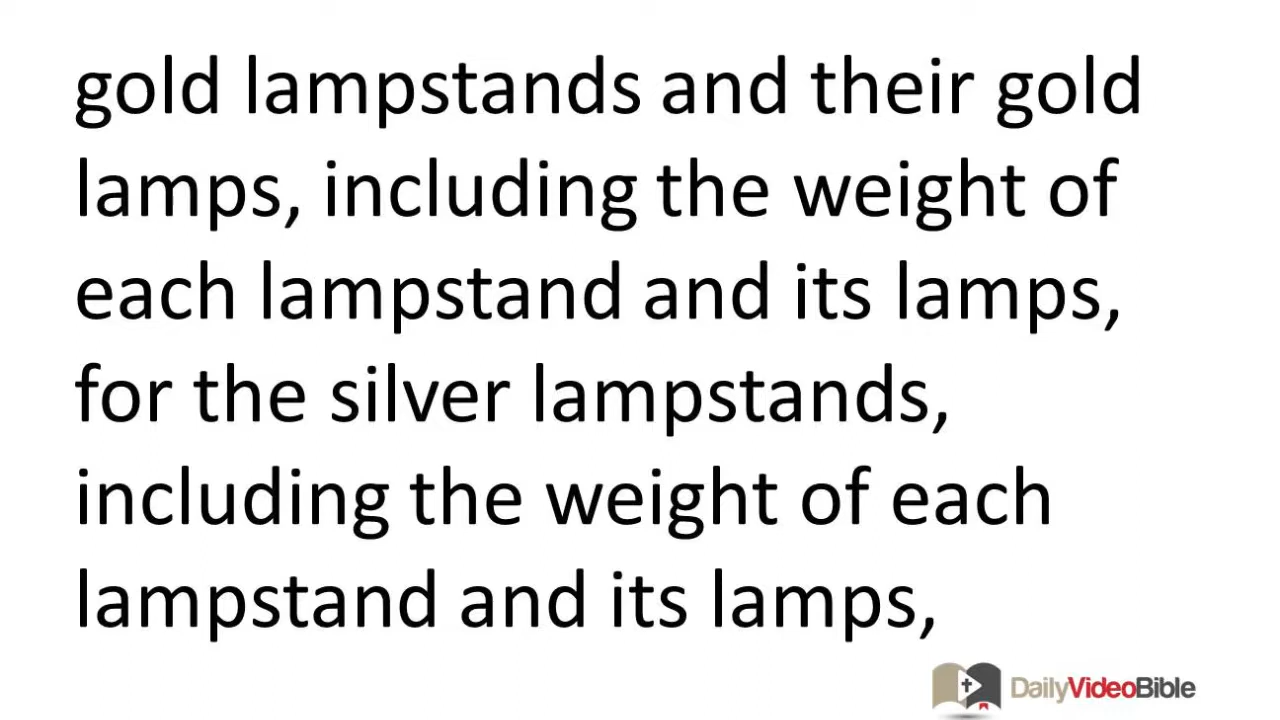 gold lampstands and their gold
lamps, including the weight of
each lampstand and its lamps,
for the silver lampstands,
including the weight of each
lampstand and its lamps,
DailyVideoBible